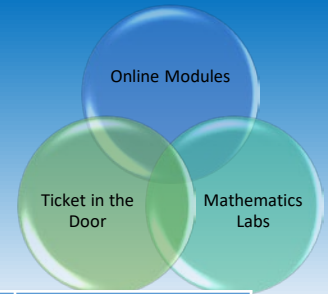 Online Modules
Ticket in the
Door
Mathematics
Labs